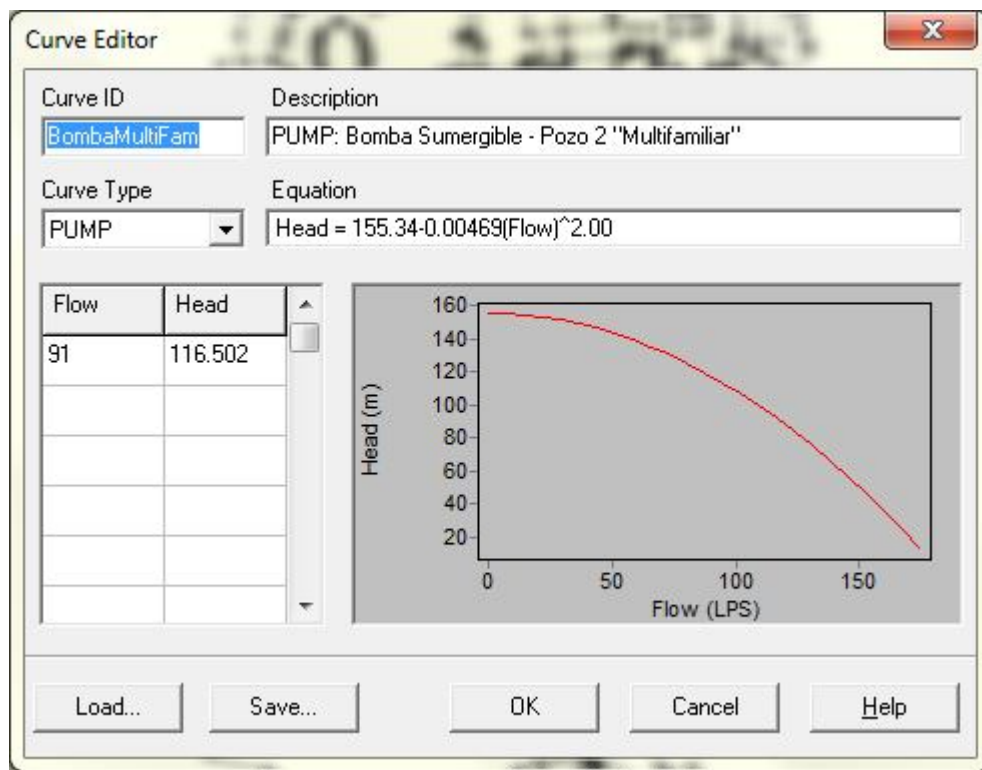 Curve Editor
Curve ID Description
BombaMultiFam PUMP: Bomba Sumergible - Pozo 2 "Multifamiliar"
Curve Type Equation
PUMP Head = 155.34-0.00469(Flow)^2.00
Flow Head
91 116.502
160
140
120
100
80
60
40
20
Head (m)
0 50 100 150
Flow (LPS)
Load... Save... OK Cancel Help